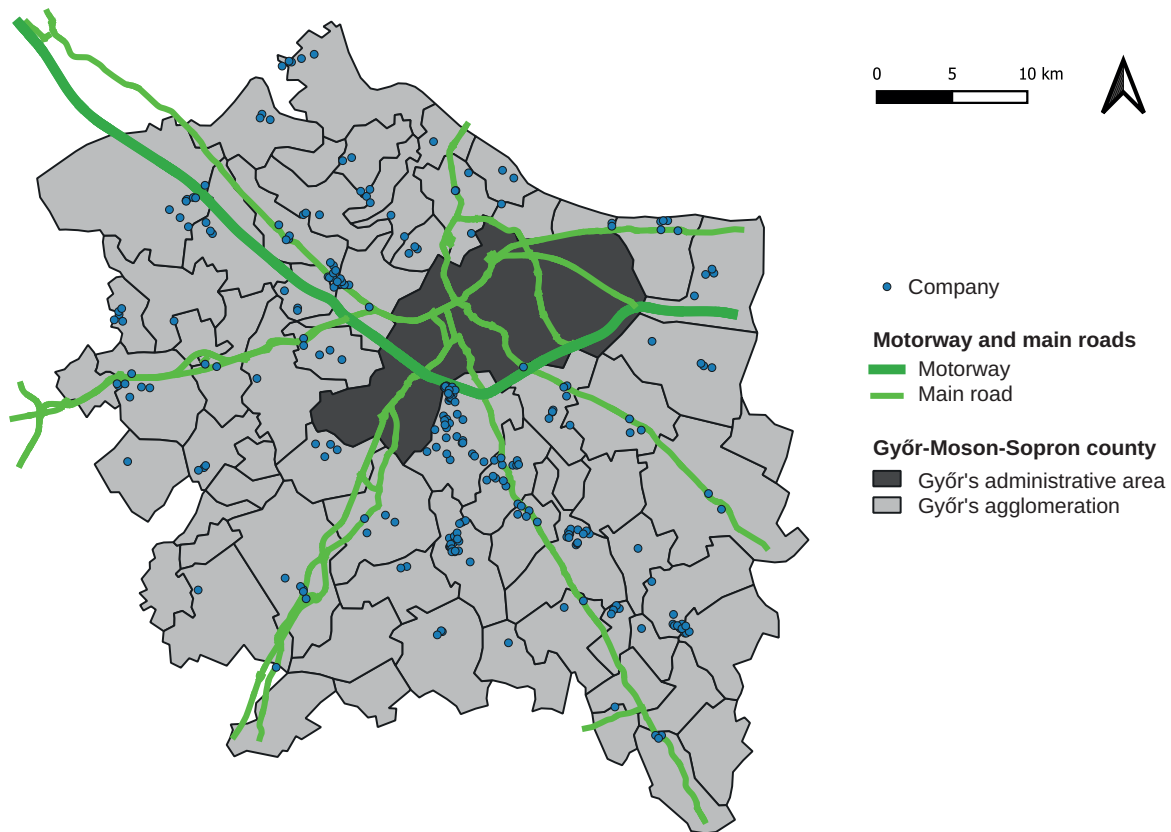 0 5 10 km
Company
Motorway and main roads
Motorway
Main road
Győr-Moson-Sopron county
Győr's administrative area
Győr's agglomeration